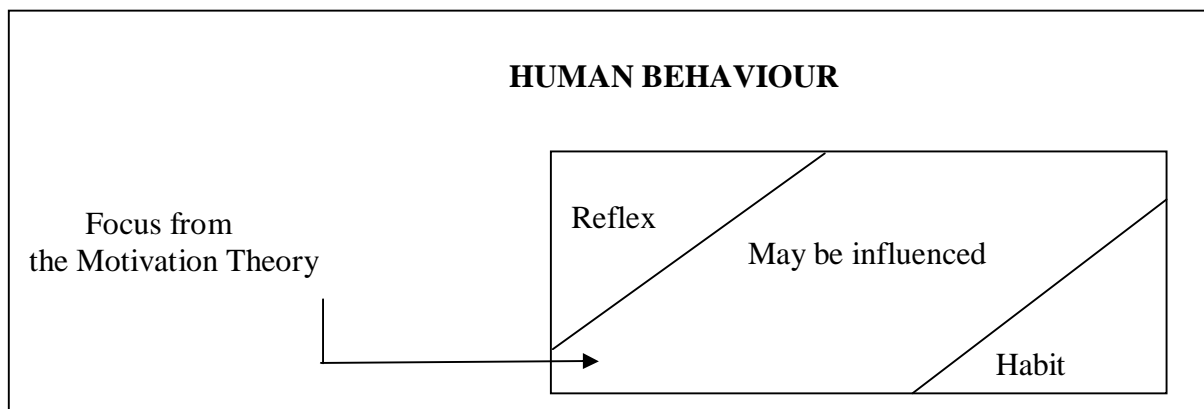 HUMAN BEHAVIOUR
Reflex
Focus from
the Motivation Theory
May be influenced
Habit